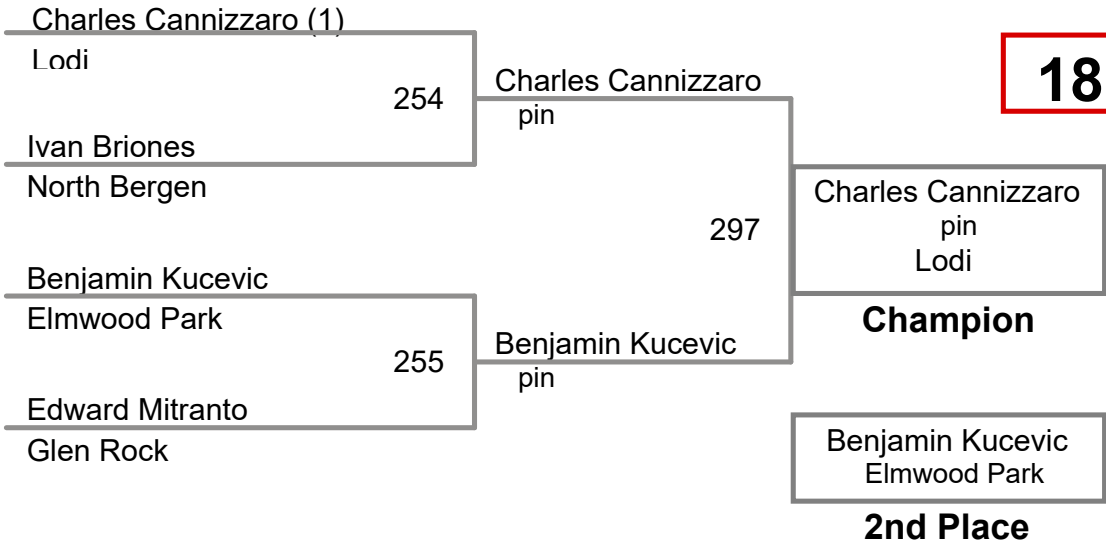 Charles Cannizzaro (1)
Lodi
254
Ivan Briones
North Bergen
Charles Cannizzaro
pin
18
Benjamin Kucevic
Elmwood Park
255
Edward Mitranto
Glen Rock
Benjamin Kucevic
pin
297
Charles Cannizzaro
pin
Lodi
Champion
Benjamin Kucevic
Elmwood Park
2nd Place